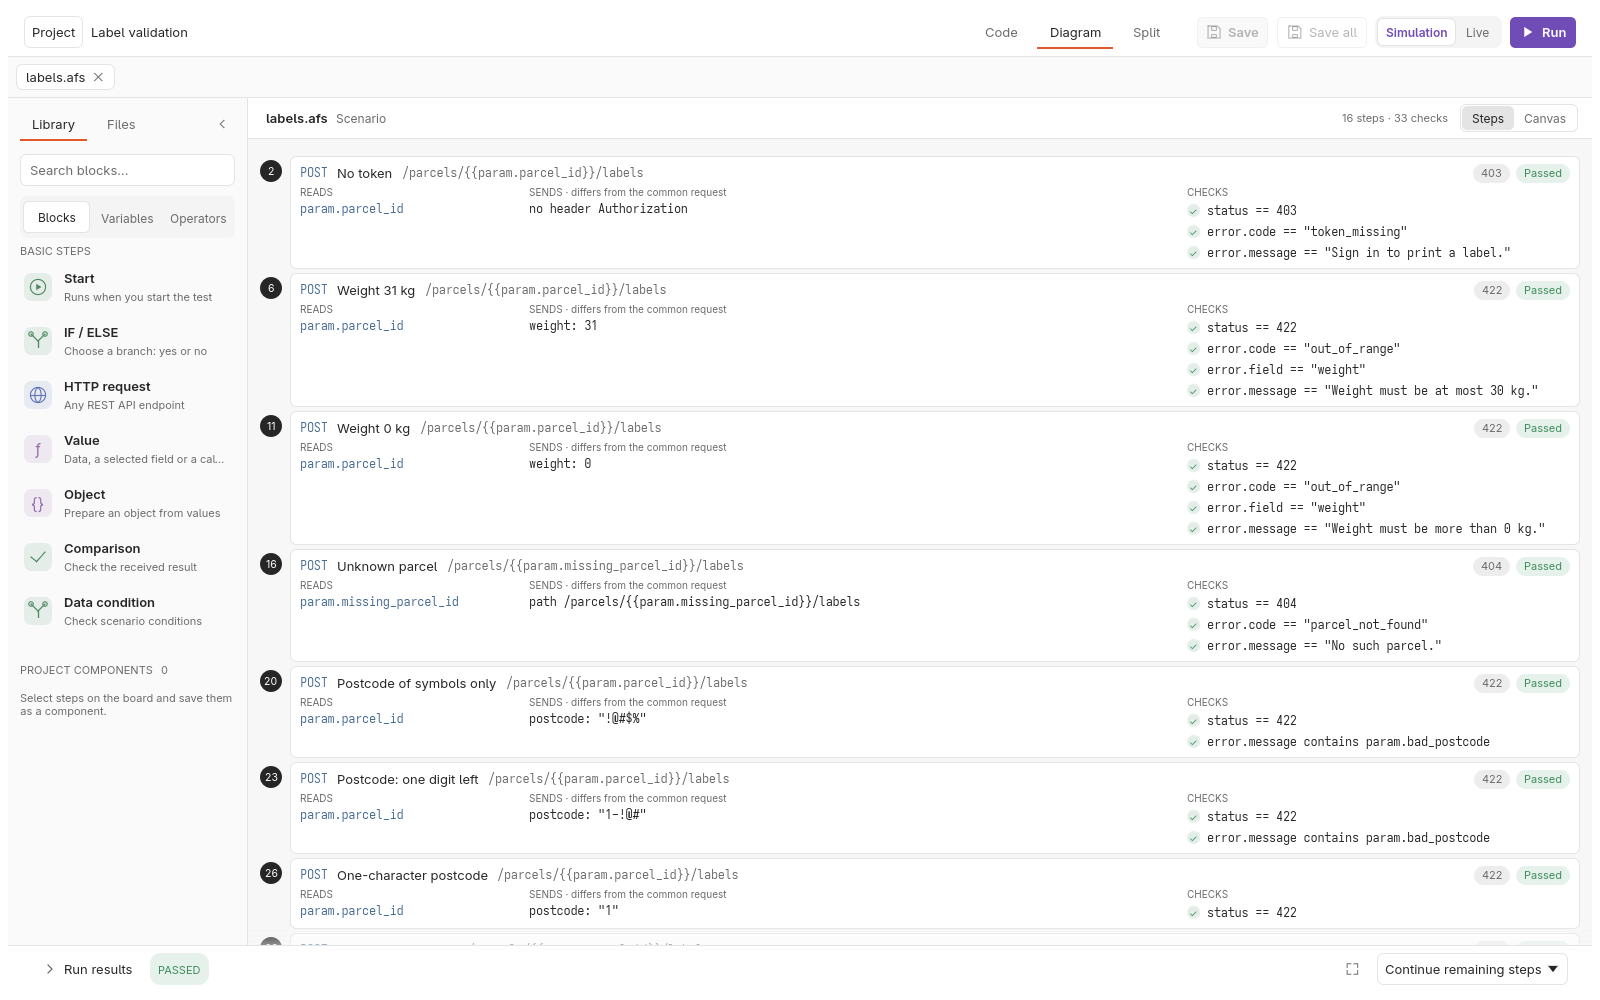 Project Label validation Code Diagram Split Save Save all Simulation Live Run
labels.afs
Library Files
labels.afs Scenario 16 steps · 33 checks Steps Canvas
Search blocks...
Blocks Variables Operators
BASIC STEPS
Start
Runs when you start the test
IF / ELSE
Choose a branch: yes or no
HTTP request
Any REST API endpoint
Value
Data, a selected field or a cal...
Object
Prepare an object from values
Comparison
Check the received result
Data condition
Check scenario conditions
PROJECT COMPONENTS 0
Select steps on the board and save them
as a component.
2 POST No token /parcels/{{param.parcel_id}}/labels 403 Passed
READS SENDS · differs from the common request CHECKS
param.parcel_id no header Authorization status == 403
error.code == "token_missing"
error.message == "Sign in to print a label."
6 POST Weight 31 kg /parcels/{{param.parcel_id}}/labels 422 Passed
READS SENDS · differs from the common request CHECKS
param.parcel_id weight: 31 status == 422
error.code == "out_of_range"
error.field == "weight"
error.message == "Weight must be at most 30 kg."
11 POST Weight 0 kg /parcels/{{param.parcel_id}}/labels 422 Passed
READS SENDS · differs from the common request CHECKS
param.parcel_id weight: 0 status == 422
error.code == "out_of_range"
error.field == "weight"
error.message == "Weight must be more than 0 kg."
16 POST Unknown parcel /parcels/{{param.missing_parcel_id}}/labels 404 Passed
READS SENDS · differs from the common request CHECKS
param.missing_parcel_id path /parcels/{{param.missing_parcel_id}}/labels status == 404
error.code == "parcel_not_found"
error.message == "No such parcel."
20 POST Postcode of symbols only /parcels/{{param.parcel_id}}/labels 422 Passed
READS SENDS · differs from the common request CHECKS
param.parcel_id postcode: "!@#$%" status == 422
error.message contains param.bad_postcode
23 POST Postcode: one digit left /parcels/{{param.parcel_id}}/labels 422 Passed
READS SENDS · differs from the common request CHECKS
param.parcel_id postcode: "1-!@#" status == 422
error.message contains param.bad_postcode
26 POST One-character postcode /parcels/{{param.parcel_id}}/labels 422 Passed
READS SENDS · differs from the common request CHECKS
param.parcel_id postcode: "1" status == 422
Run results PASSED Continue remaining steps